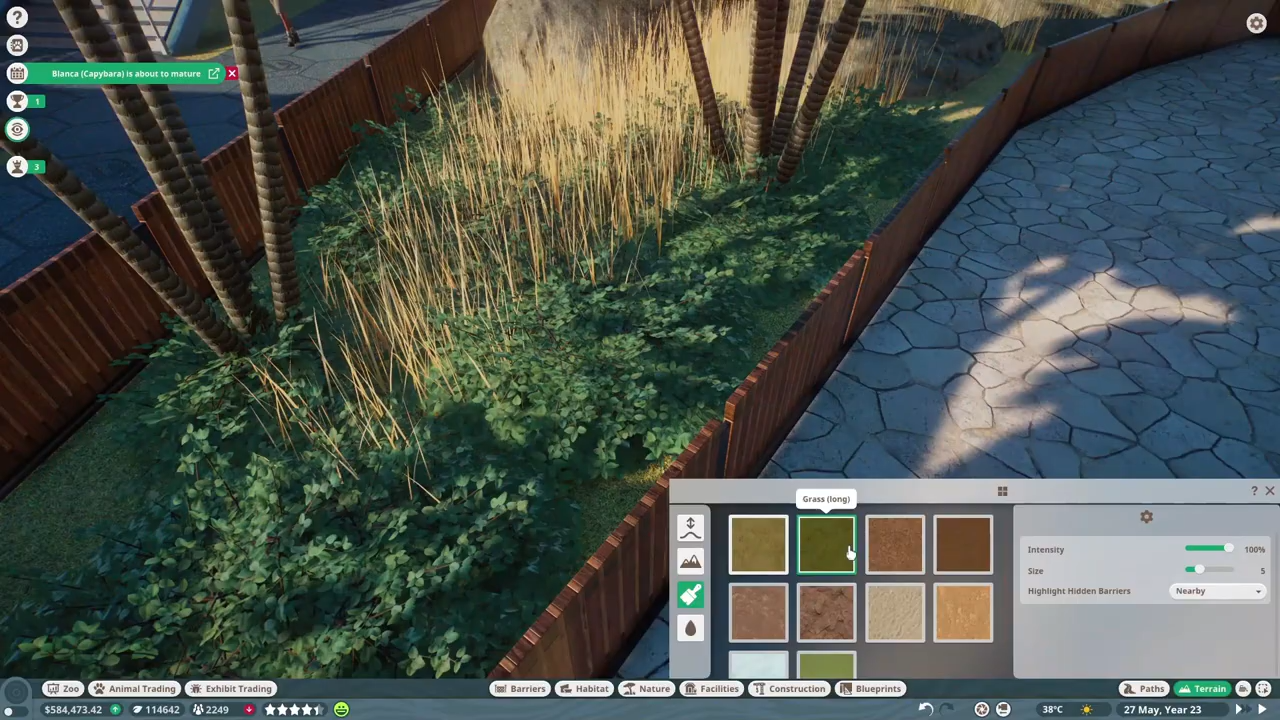 ?
Blanca (Capybara) is about to mature
1
3
Grass (long)
?
Intensity 100%
Size 5
Highlight Hidden Barriers Nearby
Zoo Animal Trading Exhibit Trading Barriers Habitat Nature Facilities Construction Blueprints Paths Terrain
$584,473.42 114642 2249 38°C 27 May, Year 23